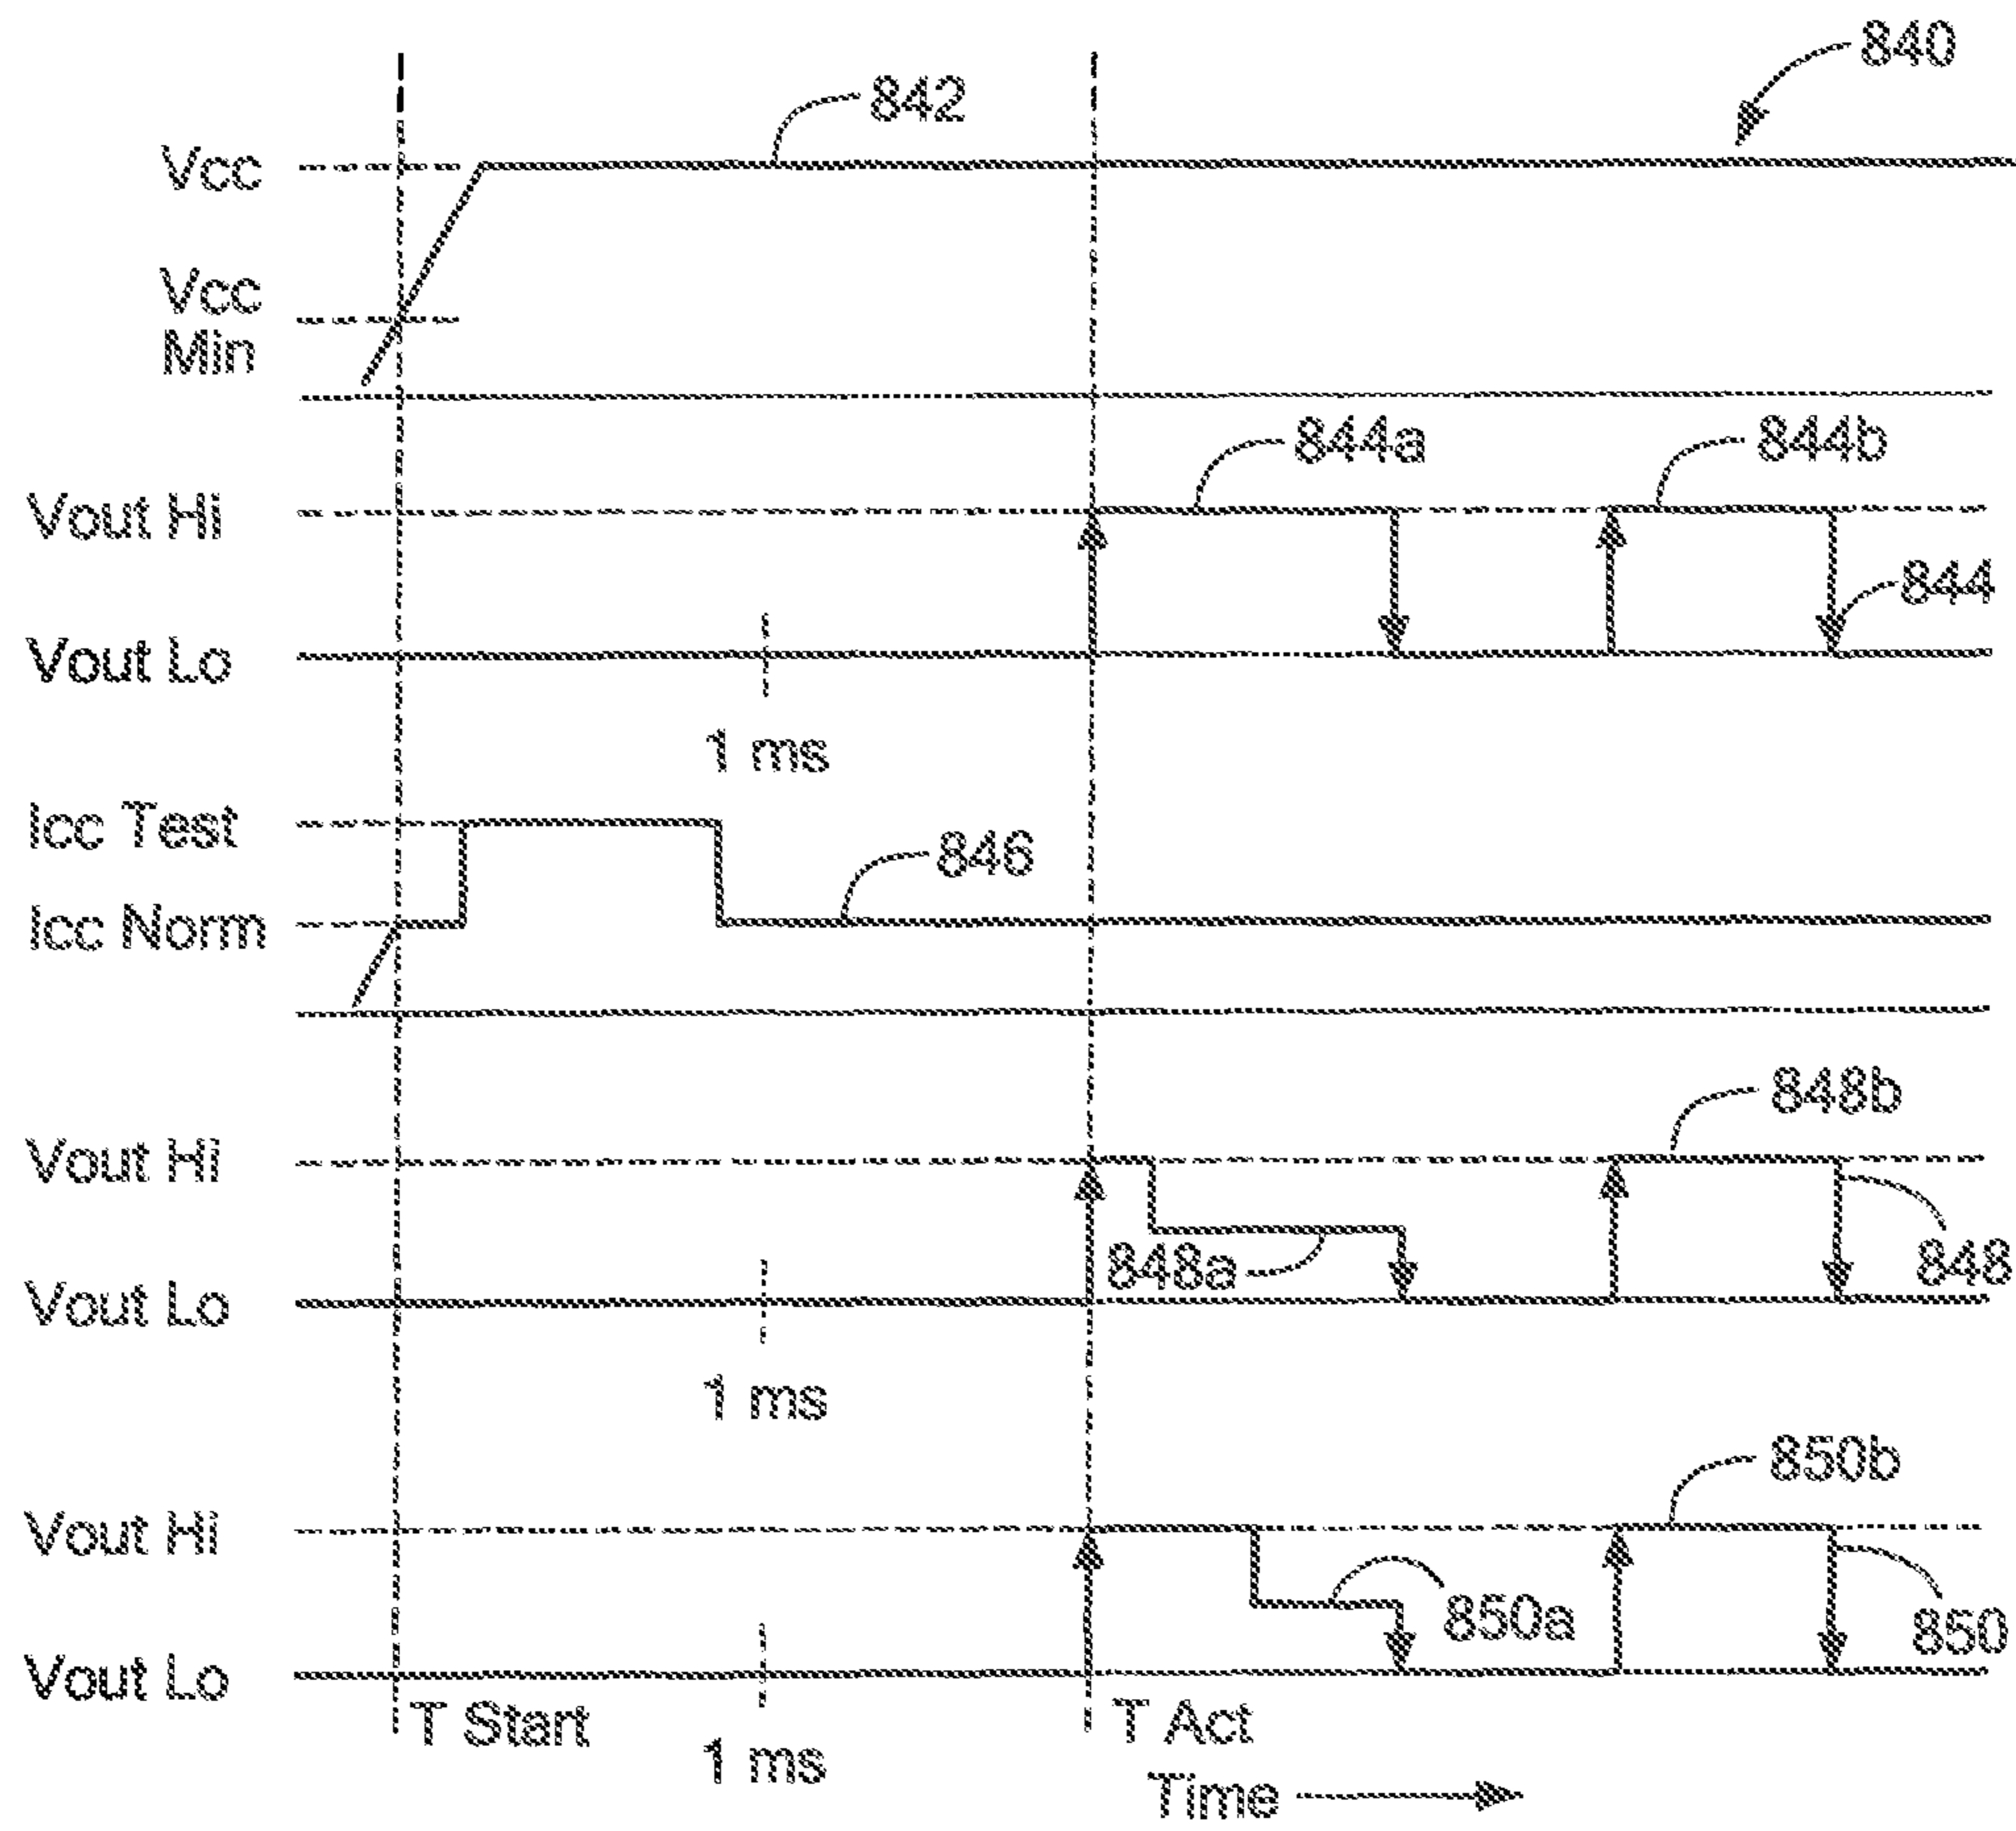 840
842
Vcc
Vcc
Min
844a
844b
Vout Hi
844
Vout Lo
1 ms
Icc Test
846
Icc Norm
848b
Vout Hi
848a
848
Vout Lo
1 ms
850b
Vout Hi
850a
850
Vout Lo
T Start
T Act
1 ms
Time